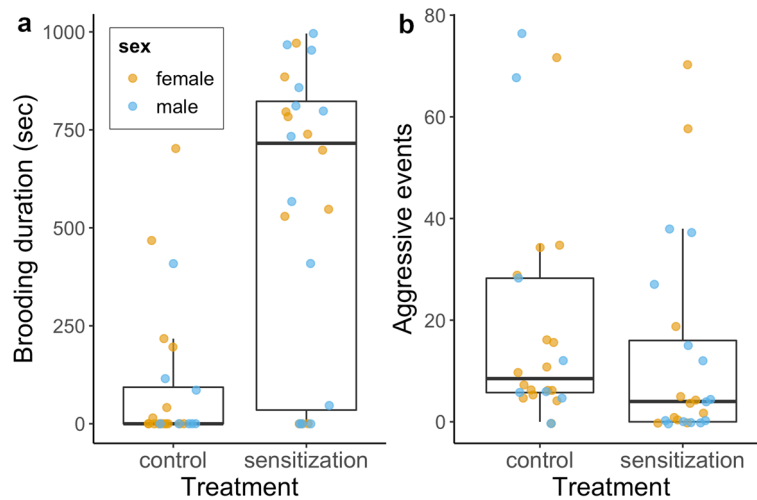 a
sex
female
male
1000
750
500
250
0
Brooding duration (sec)
control
sensitization
Treatment
b
80
60
40
20
0
Aggressive events
control
sensitization
Treatment